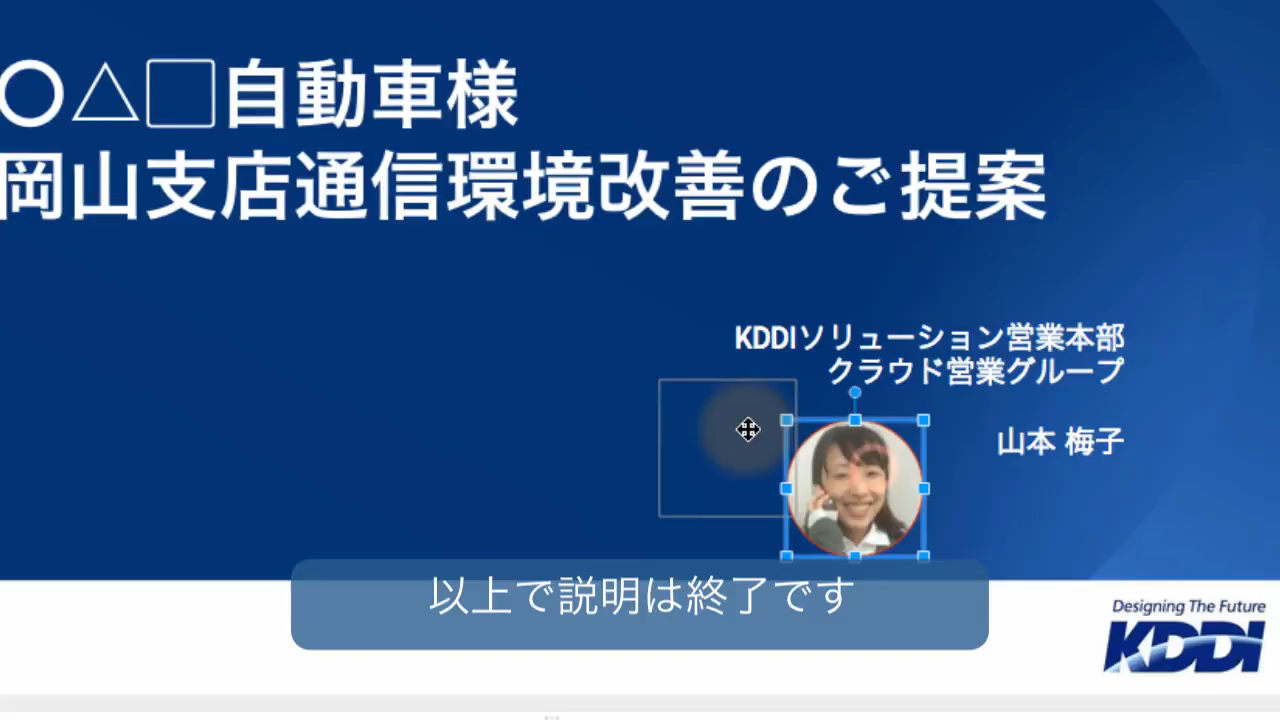 〇△□自動車様
岡山支店通信環境改善のご提案
KDDIソリューション営業本部
クラウド営業グループ
山本 梅子
以上で説明は終了です
Designing The Future
KDDI